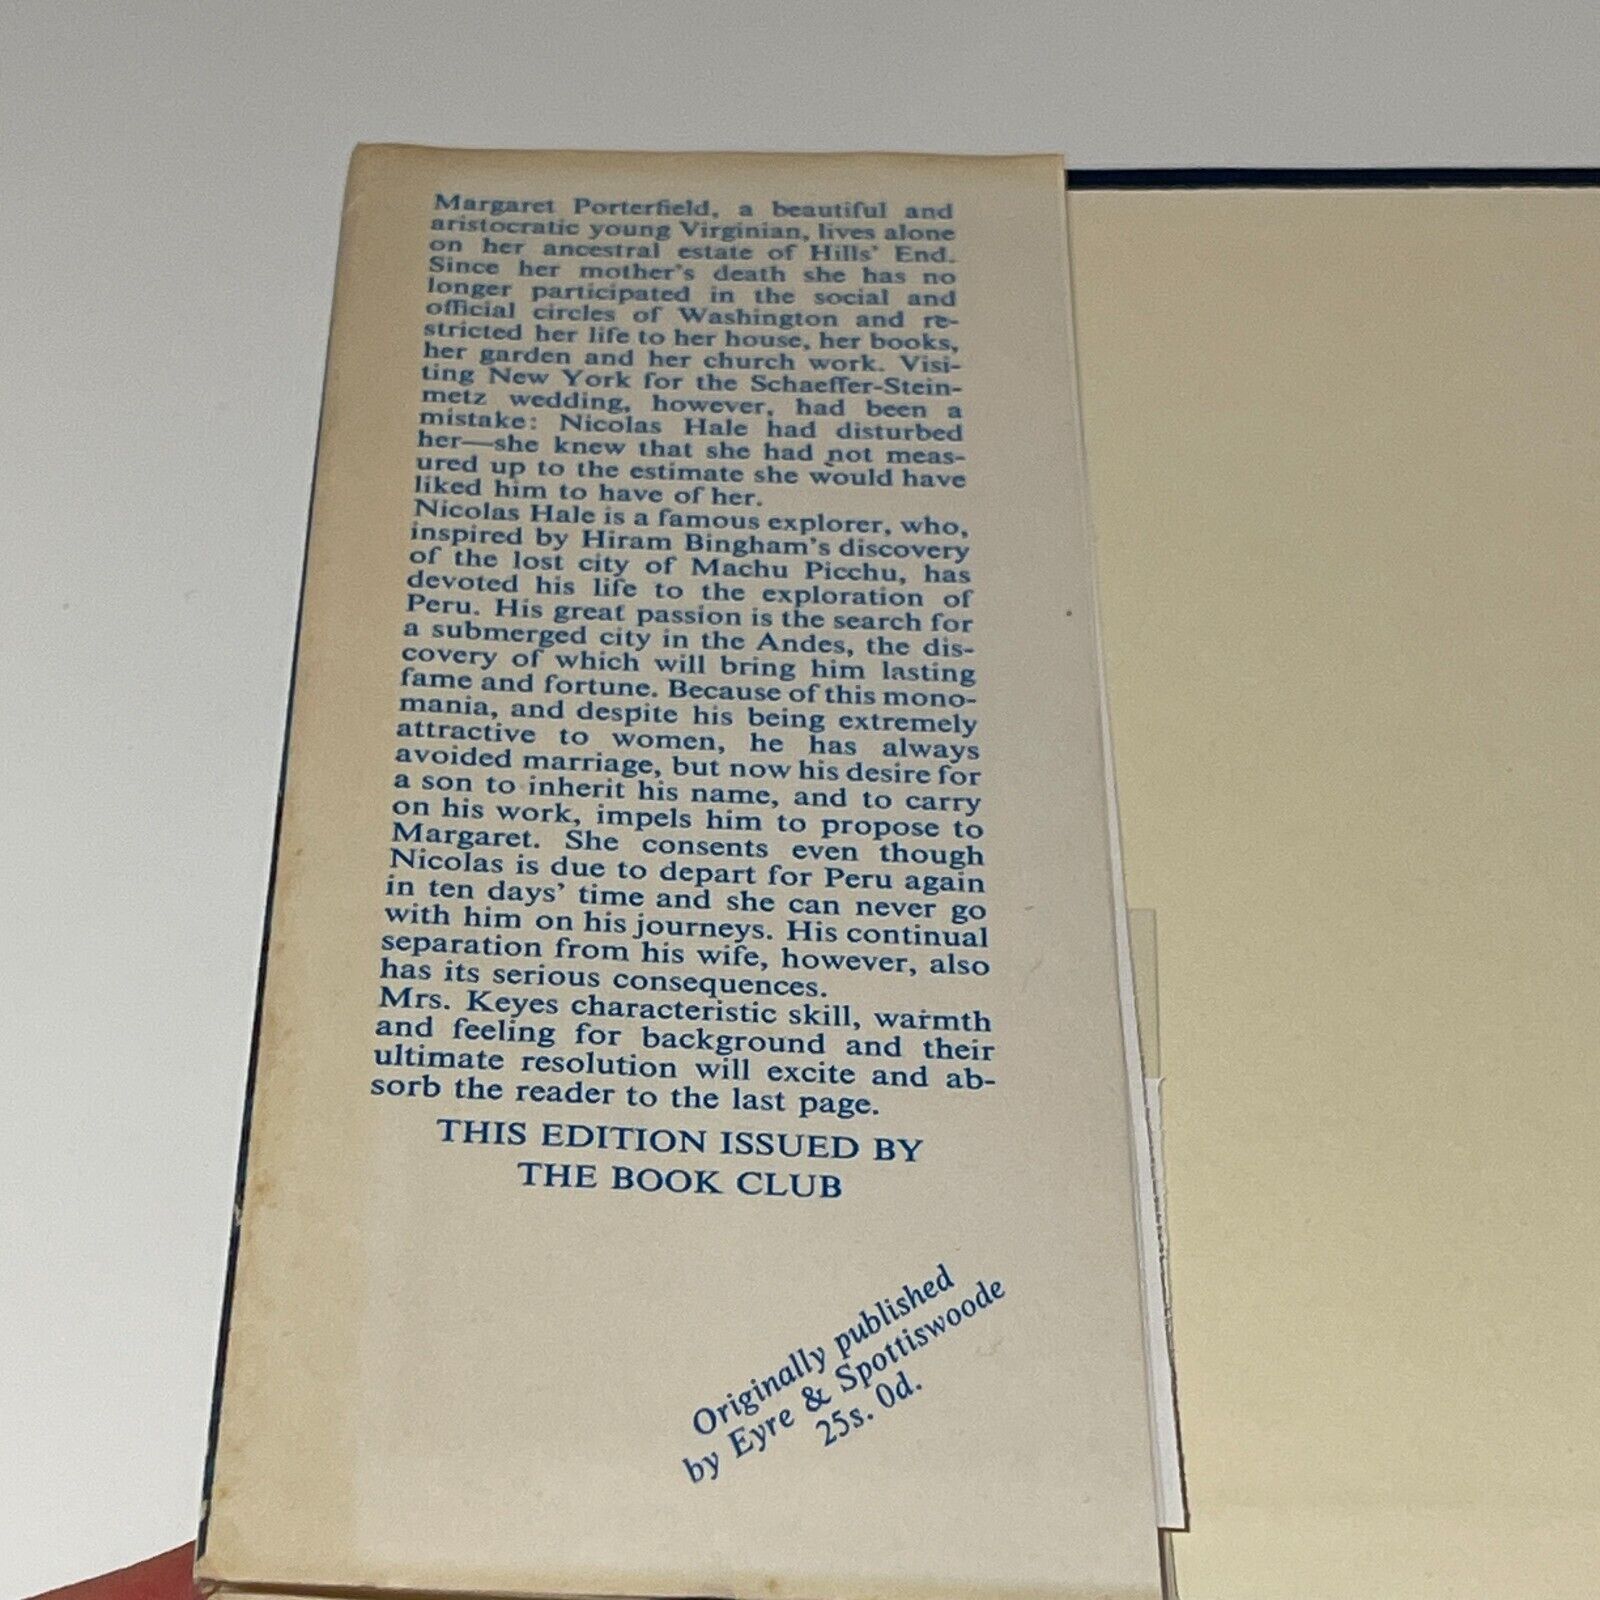 Margaret Porterfield, a beautiful and
aristocratic young Virginian, lives alone
on her ancestral estate of Hills' End.
Since her mother's death she has no
longer participated in the social and
official circles of Washington and re-
stricted her life to her house, her books,
her garden and her church work. Visi-
ting New York for the Schaeffer-Stein-
metz wedding, however, had been a
mistake: Nicolas Hale had disturbed
her—she knew that she had not meas-
ured up to the estimate she would have
liked him to have of her.
Nicolas Hale is a famous explorer, who,
inspired by Hiram Bingham's discovery
of the lost city of Machu Picchu, has
devoted his life to the exploration of
Peru. His great passion is the search for
a submerged city in the Andes, the dis-
covery of which will bring him lasting
fame and fortune. Because of this mono-
mania, and despite his being extremely
attractive to women, he has always
avoided marriage, but now his desire for
a son to inherit his name, and to carry
on his work, impels him to propose to
Margaret. She consents even though
Nicolas is due to depart for Peru again
in ten days' time and she can never go
with him on his journeys. His continual
separation from his wife, however, also
has its serious consequences.
Mrs. Keyes characteristic skill, warmth
and feeling for background and their
ultimate resolution will excite and ab-
sorb the reader to the last page.
THIS EDITION ISSUED BY
THE BOOK CLUB
Originally published
by Eyre & Spottiswoode
25s. 0d.